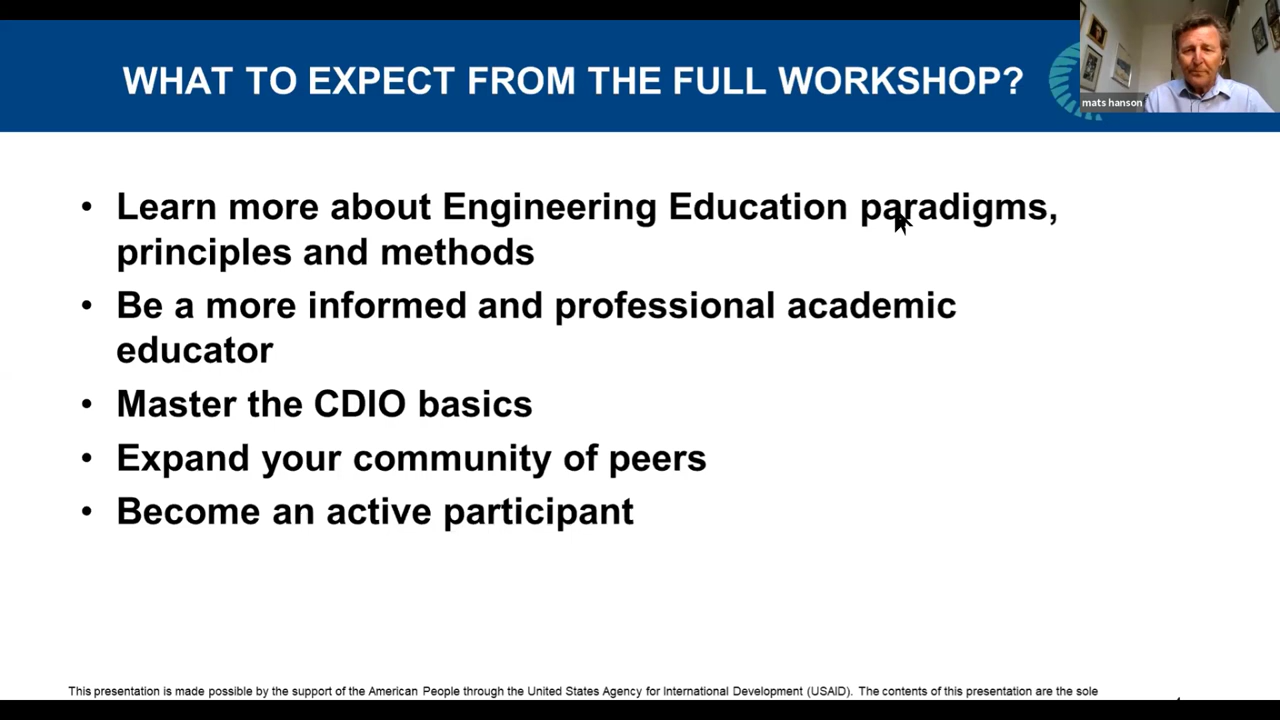 WHAT TO EXPECT FROM THE FULL WORKSHOP?
mats hanson
• Learn more about Engineering Education paradigms,
principles and methods
• Be a more informed and professional academic
educator
• Master the CDIO basics
• Expand your community of peers
• Become an active participant
This presentation is made possible by the support of the American People through the United States Agency for International Development (USAID). The contents of this presentation are the sole